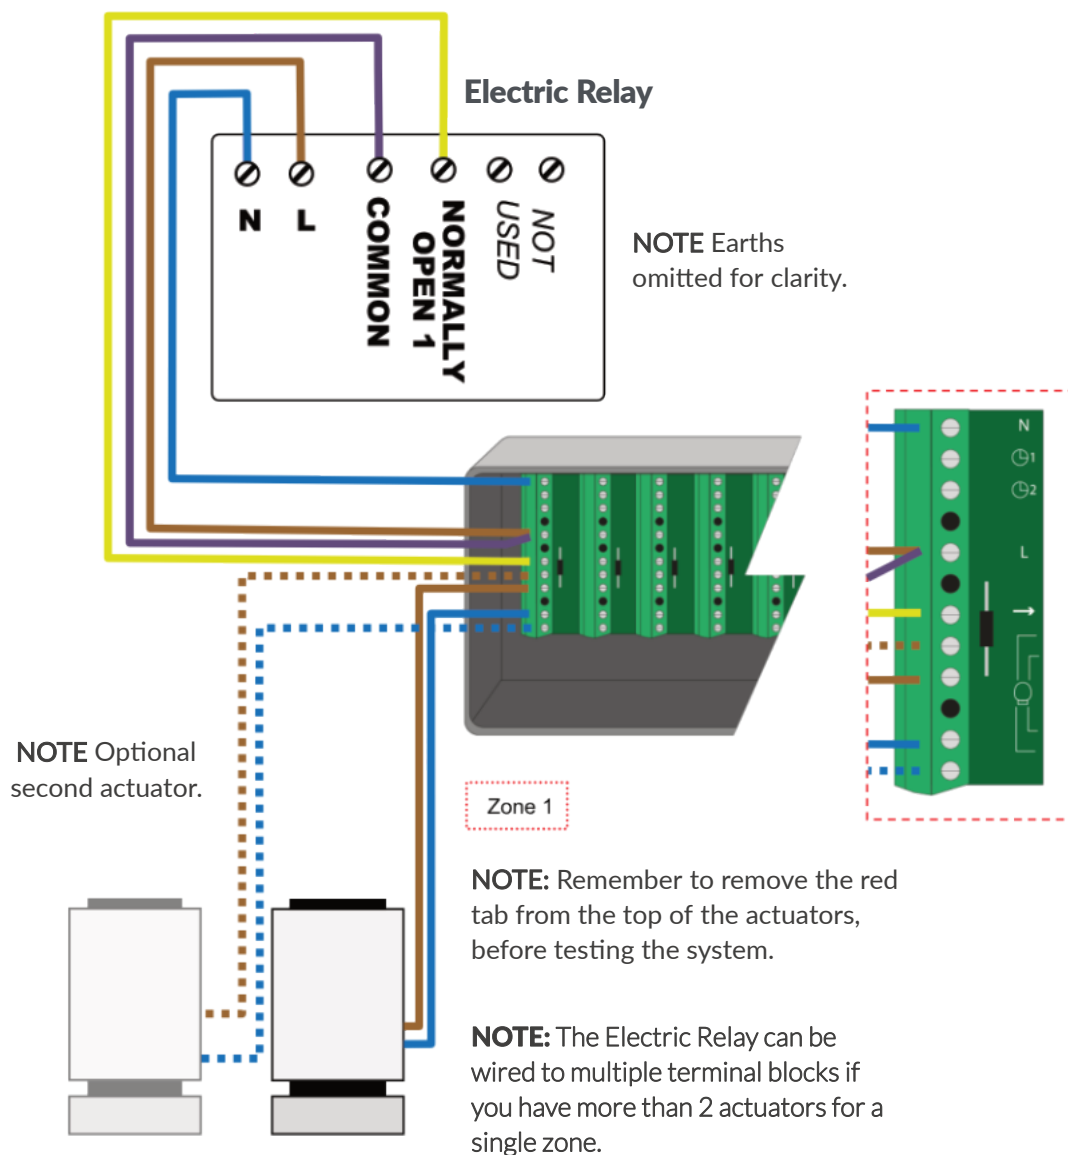 Electric Relay
N
L
COMMON
NORMALLY
OPEN 1
NOT
USED
NOTE Earths
omitted for clarity.
N
1
2
L
→
NOTE Optional
second actuator.
Zone 1
NOTE: Remember to remove the red
tab from the top of the actuators,
before testing the system.
NOTE: The Electric Relay can be
wired to multiple terminal blocks if
you have more than 2 actuators for a
single zone.